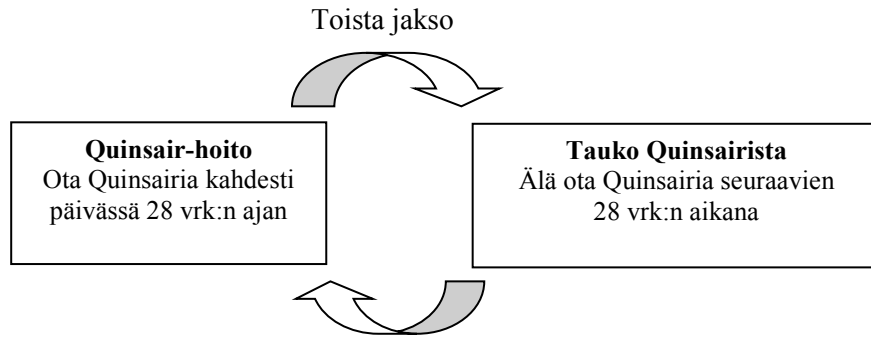 Toista jakso
Quinsair-hoito
Ota Quinsairia kahdesti
päivässä 28 vrk:n ajan
Tauko Quinsairista
Älä ota Quinsairia seuraavien
28 vrk:n aikana